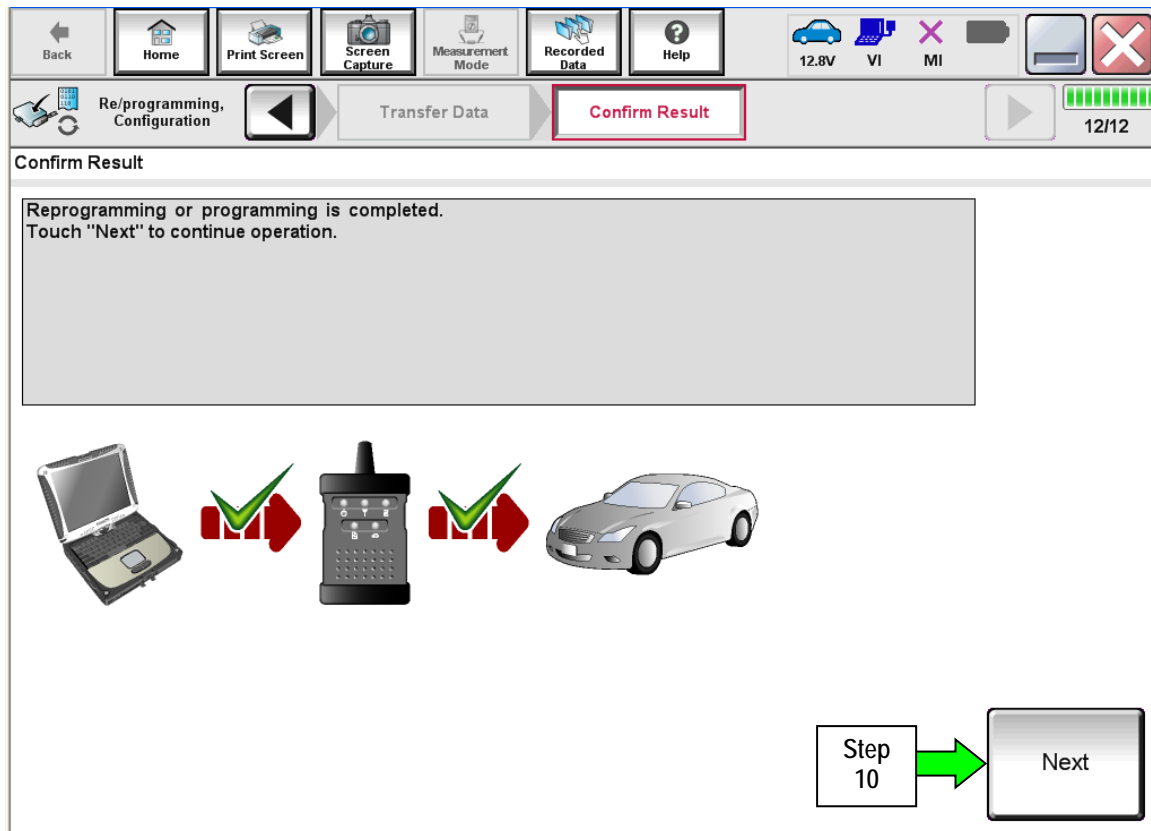 Back
Home
Print Screen
Screen
Capture
Measurement
Mode
Recorded
Data
Help
12.8V
VI
MI
Re/programming,
Configuration
Transfer Data
Confirm Result
12/12
Confirm Result
Reprogramming or programming is completed.
Touch "Next" to continue operation.
Step
10
Next